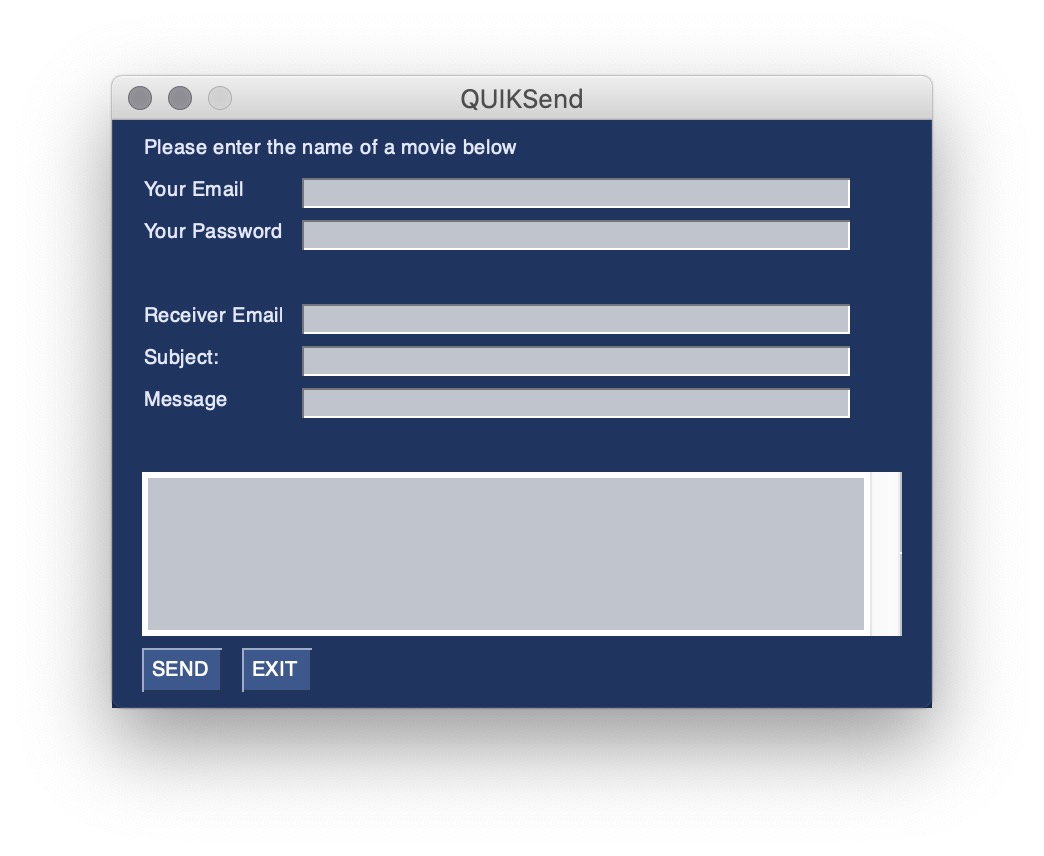 QUIKSend
Please enter the name of a movie below
Your Email
Your Password
Receiver Email
Subject:
Message
SEND EXIT